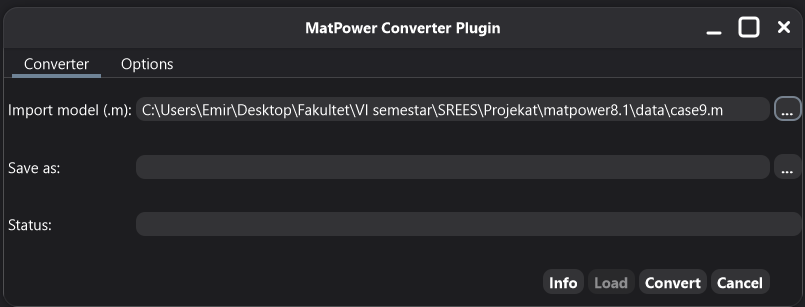 MatPower Converter Plugin
Converter Options
Import model (.m): C:\Users\Emir\Desktop\Fakultet\VI semestar\SREES\Projekat\matpower8.1\data\case9.m ...
Save as: ...
Status:
Info Load Convert Cancel